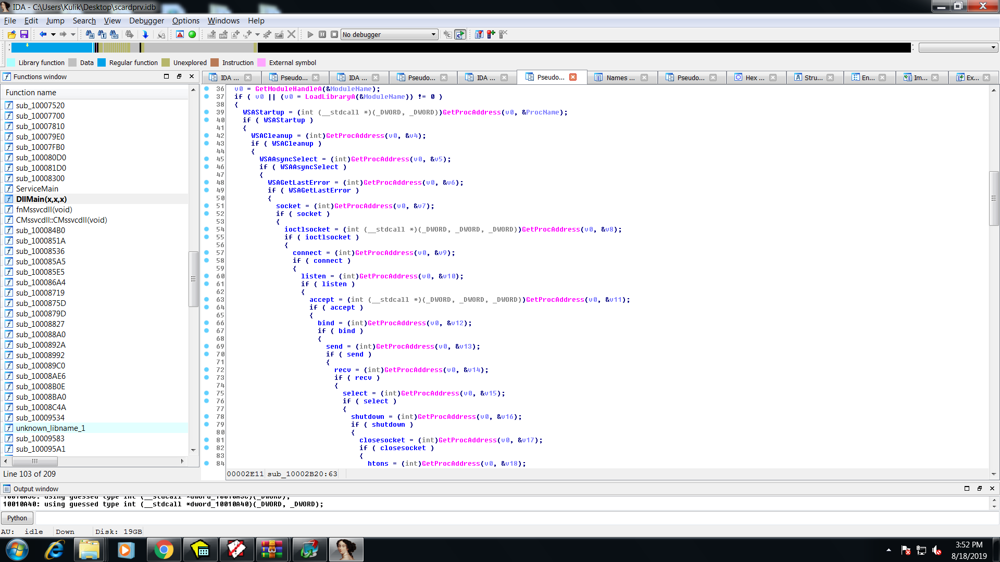 IDA - C:\Users\Kulik\Desktop\scardprv.idb
File Edit Jump Search View Debugger Options Windows Help
No debugger
Library function Data Regular function Unexplored Instruction External symbol
Functions window
IDA ... Pseudo... IDA ... Pseudo... IDA ... Pseudo... Names ... Pseudo... Hex ... Stru... En... Im... Ex...
Function name
sub_10007520
sub_10007700
sub_10007810
sub_100079E0
sub_10007FB0
sub_100080D0
sub_100081D0
sub_10008300
ServiceMain
DllMain(x,x,x)
fnMssvcdll(void)
CMssvcdll::CMssvcdll(void)
sub_100084B0
sub_1000851A
sub_10008536
sub_100085A5
sub_100085E5
sub_100086A4
sub_10008719
sub_1000875D
sub_1000879D
sub_10008827
sub_100088A0
sub_1000892A
sub_10008992
sub_100089C0
sub_10008AE6
sub_10008B0E
sub_10008BA0
sub_10008C4A
sub_10009534
unknown_libname_1
sub_10009583
sub_100095A1
Line 103 of 209
36 v0 = GetModuleHandleA(&ModuleName);
37 if ( v0 || (v0 = LoadLibraryA(&ModuleName)) != 0 )
38 {
39 WSAStartup = (int (__stdcall *)(_DWORD, _DWORD))GetProcAddress(v0, &ProcName);
40 if ( WSAStartup )
41 {
42 WSACleanup = (int)GetProcAddress(v0, &v4);
43 if ( WSACleanup )
44 {
45 WSAAsyncSelect = (int)GetProcAddress(v0, &v5);
46 if ( WSAAsyncSelect )
47 {
48 WSAGetLastError = (int)GetProcAddress(v0, &v6);
49 if ( WSAGetLastError )
50 {
51 socket = (int)GetProcAddress(v0, &v7);
52 if ( socket )
53 {
54 ioctlsocket = (int (__stdcall *)(_DWORD, _DWORD, _DWORD))GetProcAddress(v0, &v8);
55 if ( ioctlsocket )
56 {
57 connect = (int)GetProcAddress(v0, &v9);
58 if ( connect )
59 {
60 listen = (int)GetProcAddress(v0, &v10);
61 if ( listen )
62 {
63 accept = (int (__stdcall *)(_DWORD, _DWORD, _DWORD))GetProcAddress(v0, &v11);
64 if ( accept )
65 {
66 bind = (int)GetProcAddress(v0, &v12);
67 if ( bind )
68 {
69 send = (int)GetProcAddress(v0, &v13);
70 if ( send )
71 {
72 recv = (int)GetProcAddress(v0, &v14);
73 if ( recv )
74 {
75 select = (int)GetProcAddress(v0, &v15);
76 if ( select )
77 {
78 shutdown = (int)GetProcAddress(v0, &v16);
79 if ( shutdown )
80 {
81 closesocket = (int)GetProcAddress(v0, &v17);
82 if ( closesocket )
83 {
84 htons = (int)GetProcAddress(v0, &v18);
00002E11 sub_10002B20:63
Output window
10010A3C: using guessed type int (__stdcall *dword_10010A3C)(_DWORD);
10010A40: using guessed type int (__stdcall *dword_10010A40)(_DWORD, _DWORD);
Python
AU: idle Down Disk: 19GB
3:52 PM
8/18/2019